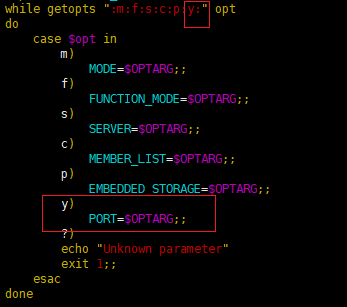 while getopts ":m:f:s:c:p:y:" opt
do
    case $opt in
        m)
            MODE=$OPTARG;;
        f)
            FUNCTION_MODE=$OPTARG;;
        s)
            SERVER=$OPTARG;;
        c)
            MEMBER_LIST=$OPTARG;;
        p)
            EMBEDDED_STORAGE=$OPTARG;;
        y)
            PORT=$OPTARG;;
        ?)
        echo "Unknown parameter"
        exit 1;;
    esac
done